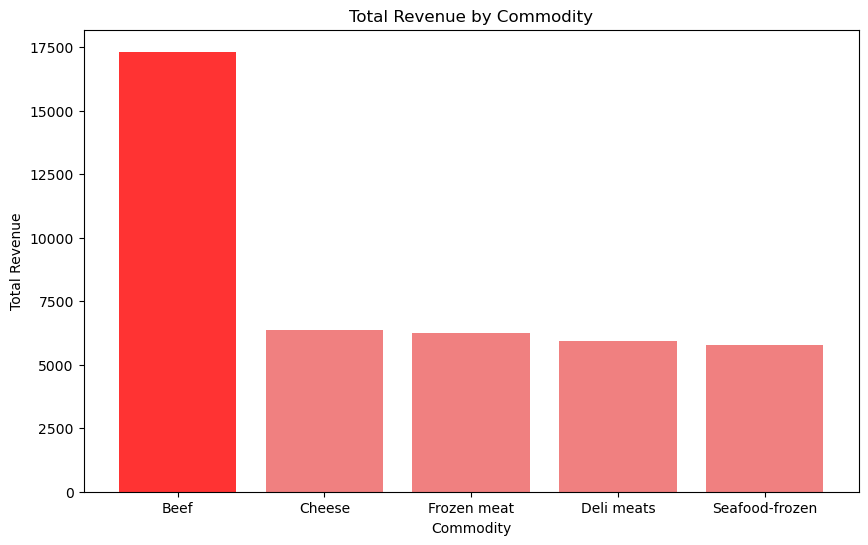 Total Revenue by Commodity
17500
15000
12500
10000
7500
5000
2500
0
Total Revenue
Beef Cheese Frozen meat Deli meats Seafood-frozen
Commodity